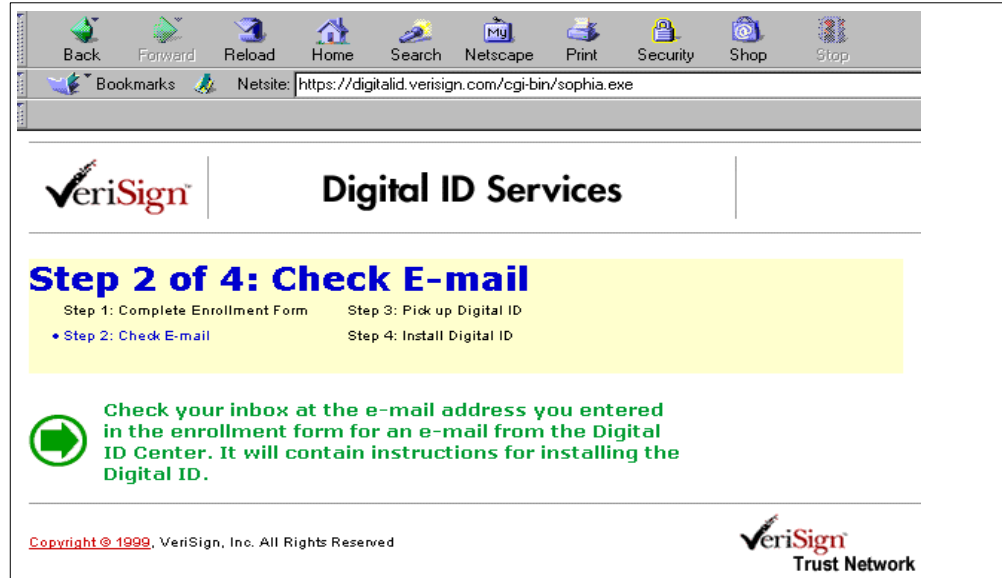 Back Forward Reload Home Search Netscape Print Security Shop Stop
Bookmarks Netsite: https://digitalid.verisign.com/cgi-bin/sophia.exe
VeriSign™ Digital ID Services
Step 2 of 4: Check E-mail
Step 1: Complete Enrollment Form Step 3: Pick up Digital ID
• Step 2: Check E-mail Step 4: Install Digital ID
Check your inbox at the e-mail address you entered
in the enrollment form for an e-mail from the Digital
ID Center. It will contain instructions for installing the
Digital ID.
Copyright © 1999, VeriSign, Inc. All Rights Reserved
VeriSign
Trust Network